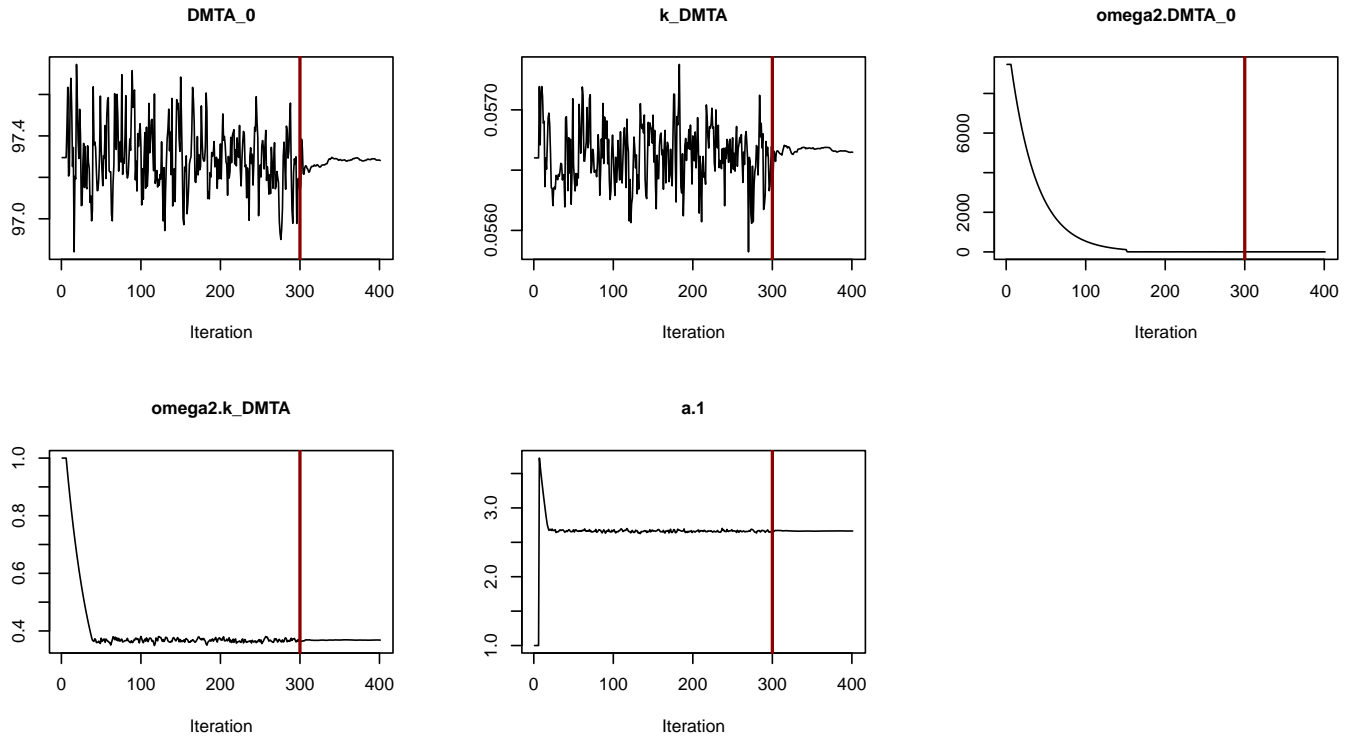 DMTA_0
97.0 97.4
0 100 200 300 400
Iteration
k_DMTA
0.0560 0.0570
0 100 200 300 400
Iteration
omega2.DMTA_0
0 2000 6000
0 100 200 300 400
Iteration
omega2.k_DMTA
0.4 0.6 0.8 1.0
0 100 200 300 400
Iteration
a.1
1.0 2.0 3.0
0 100 200 300 400
Iteration